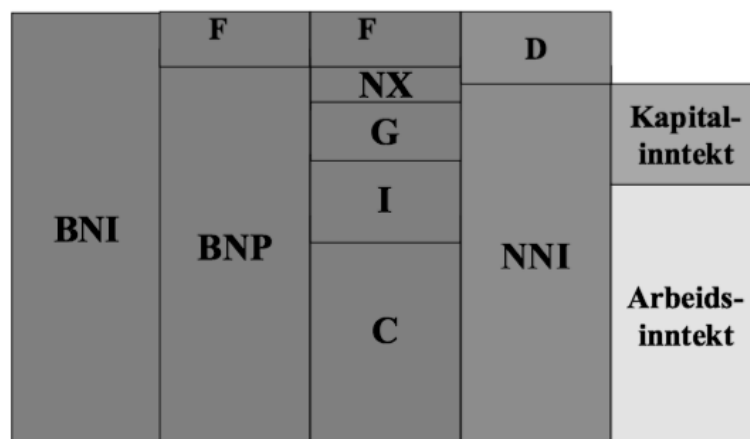 BNI
F
BNP
F
NX
G
I
C
D
NNI
Kapital-
inntekt
Arbeids-
inntekt